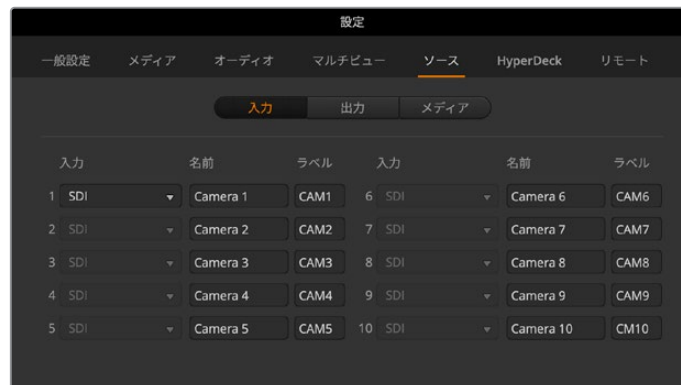 設定
一般設定 メディア オーディオ マルチビュー ソース HyperDeck リモート
入力 出力 メディア
入力 名前 ラベル 入力 名前 ラベル
1 SDI Camera 1 CAM1 6 SDI Camera 6 CAM6
2 SDI Camera 2 CAM2 7 SDI Camera 7 CAM7
3 SDI Camera 3 CAM3 8 SDI Camera 8 CAM8
4 SDI Camera 4 CAM4 9 SDI Camera 9 CAM9
5 SDI Camera 5 CAM5 10 SDI Camera 10 CM10